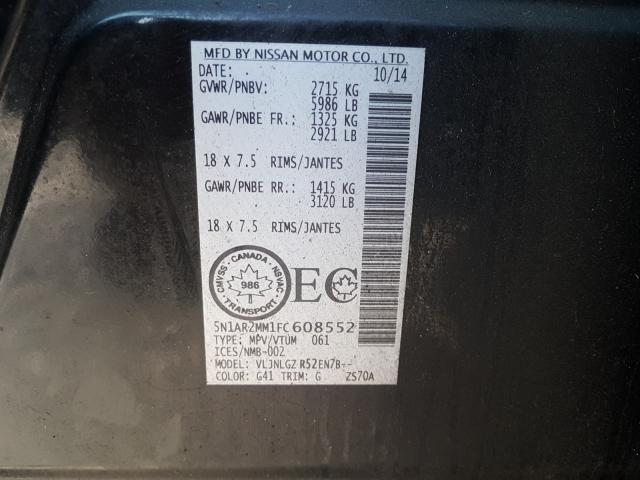 MFD BY NISSAN MOTOR CO., LTD.
DATE: 10/14
GVWR/PNBV: 2715 KG
5986 LB
GAWR/PNBE FR.: 1325 KG
2921 LB
18 X 7.5 RIMS/JANTES
GAWR/PNBE RR.: 1415 KG
3120 LB
18 X 7.5 RIMS/JANTES
CMVSS - CANADA - NSVAC
986
TRANSPORT
EC
5N1AR2MM1FC608552
TYPE: MPV/VTUM 061
ICES/NMB-002
MODEL: VLJNLGZ R52EN7B--
COLOR: G41 TRIM: G ZS70A